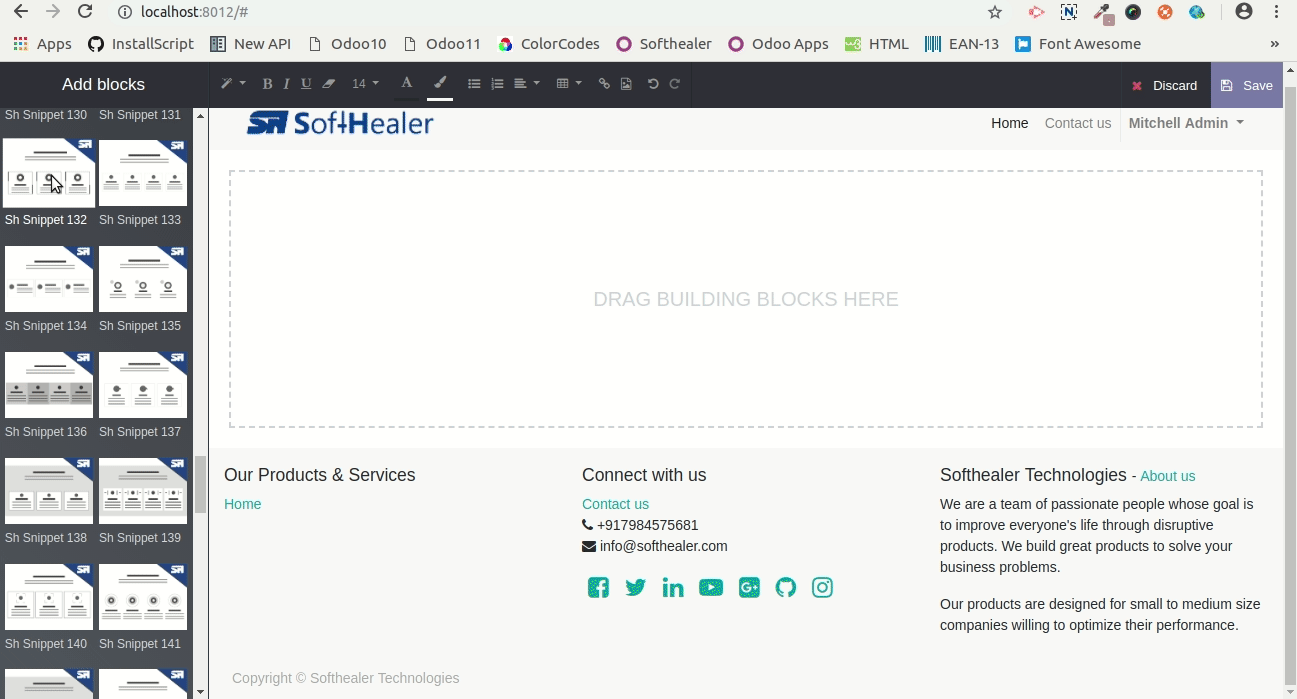 localhost:8012/#
Apps InstallScript New API Odoo10 Odoo11 ColorCodes Softhealer Odoo Apps HTML EAN-13 Font Awesome »
Add blocks B I U 14 A Discard Save
Sh Snippet 130 Sh Snippet 131
SoftHealer Home Contact us Mitchell Admin
Sh Snippet 132 Sh Snippet 133
DRAG BUILDING BLOCKS HERE
Sh Snippet 134 Sh Snippet 135
Sh Snippet 136 Sh Snippet 137
Our Products & Services Connect with us Softhealer Technologies - About us
Home Contact us We are a team of passionate people whose goal is
+917984575681 to improve everyone's life through disruptive
Sh Snippet 138 Sh Snippet 139 info@softhealer.com products. We build great products to solve your
business problems.
Our products are designed for small to medium size
companies willing to optimize their performance.
Sh Snippet 140 Sh Snippet 141
Copyright © Softhealer Technologies